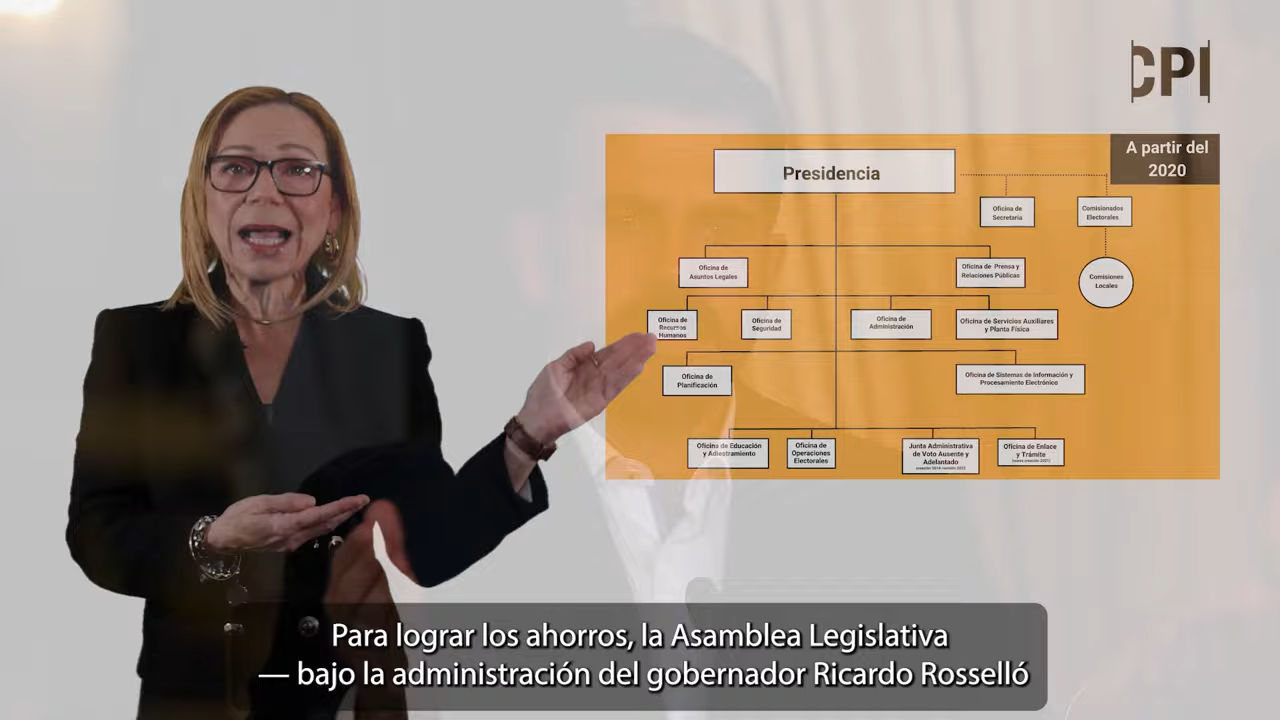 CPI
A partir del
2020
Presidencia
Oficina de
Secretaría
Comisionados
Electorales
Oficina de
Asuntos Legales
Oficina de Prensa y
Relaciones Públicas
Comisiones
Locales
Oficina de
Recursos
Humanos
Oficina de
Seguridad
Oficina de
Administración
Oficina de Servicios Auxiliares
y Planta Física
Oficina de
Planificación
Oficina de Sistemas de Información y
Procesamiento Electrónico
Oficina de Educación
y Adiestramiento
Oficina de
Operaciones
Electorales
Junta Administrativa
de Voto Ausente y
Adelantado
Oficina de Enlace
y Trámite
Para lograr los ahorros, la Asamblea Legislativa
— bajo la administración del gobernador Ricardo Rosselló